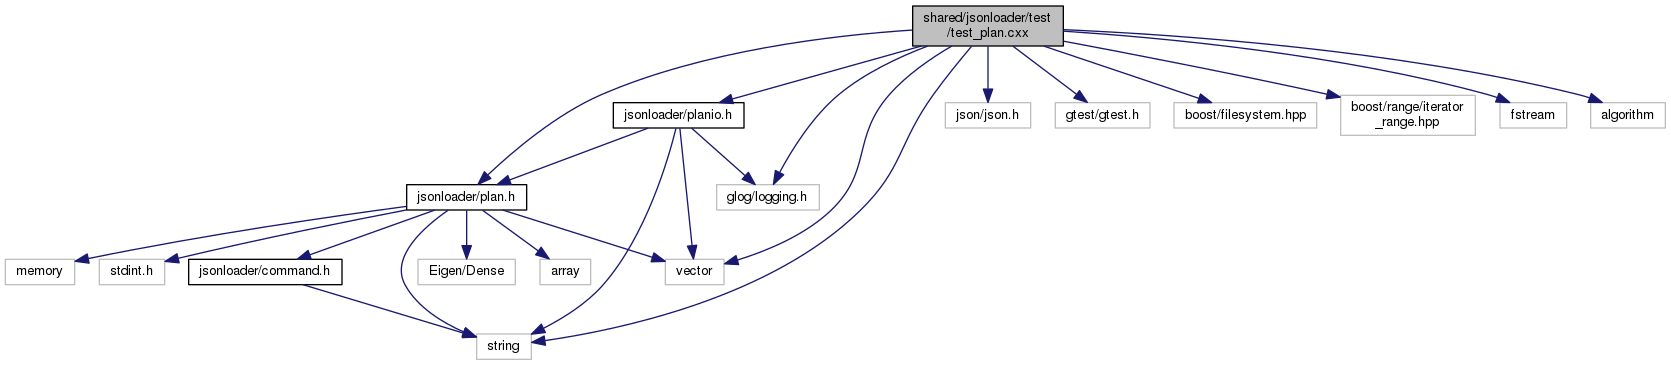 shared/jsonloader/test
/test_plan.cxx
jsonloader/planio.h
json/json.h
gtest/gtest.h
boost/filesystem.hpp
boost/range/iterator
_range.hpp
fstream
algorithm
jsonloader/plan.h
glog/logging.h
memory
stdint.h
jsonloader/command.h
Eigen/Dense
array
vector
string